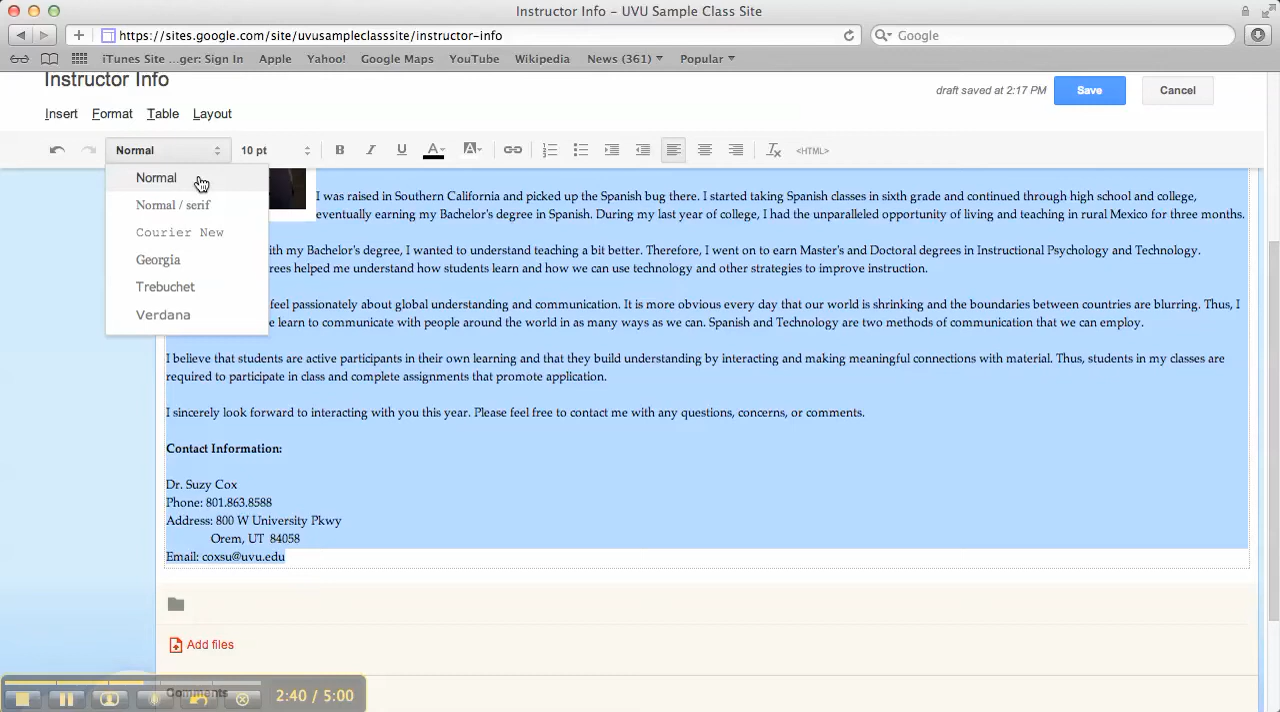 Instructor Info – UVU Sample Class Site
https://sites.google.com/site/uvusampleclasssite/instructor-info
Google
iTunes Site ...ger: Sign In Apple Yahoo! Google Maps YouTube Wikipedia News (361) Popular
Instructor Info
draft saved at 2:17 PM Save Cancel
Insert Format Table Layout
Normal 10 pt B I U A A <HTML>
Normal
Normal / serif
Courier New
Georgia
Trebuchet
Verdana
I was raised in Southern California and picked up the Spanish bug there. I started taking Spanish classes in sixth grade and continued through high school and college,
eventually earning my Bachelor's degree in Spanish. During my last year of college, I had the unparalleled opportunity of living and teaching in rural Mexico for three months.
with my Bachelor's degree, I wanted to understand teaching a bit better. Therefore, I went on to earn Master's and Doctoral degrees in Instructional Psychology and Technology.
rees helped me understand how students learn and how we can use technology and other strategies to improve instruction.
feel passionately about global understanding and communication. It is more obvious every day that our world is shrinking and the boundaries between countries are blurring. Thus, I
learn to communicate with people around the world in as many ways as we can. Spanish and Technology are two methods of communication that we can employ.
I believe that students are active participants in their own learning and that they build understanding by interacting and making meaningful connections with material. Thus, students in my classes are
required to participate in class and complete assignments that promote application.
I sincerely look forward to interacting with you this year. Please feel free to contact me with any questions, concerns, or comments.
Contact Information:
Dr. Suzy Cox
Phone: 801.863.8588
Address: 800 W University Pkwy
Orem, UT 84058
Email: coxsu@uvu.edu
Add files
Comments
2:40 / 5:00